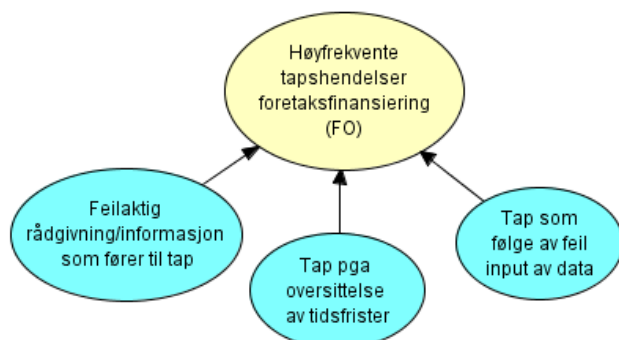 Høyfrekvente
tapshendelser
foretaksfinansiering
(FO)
Feilaktig
rådgivning/informasjon
som fører til tap
Tap pga
oversittelse
av tidsfrister
Tap som
følge av feil
input av data